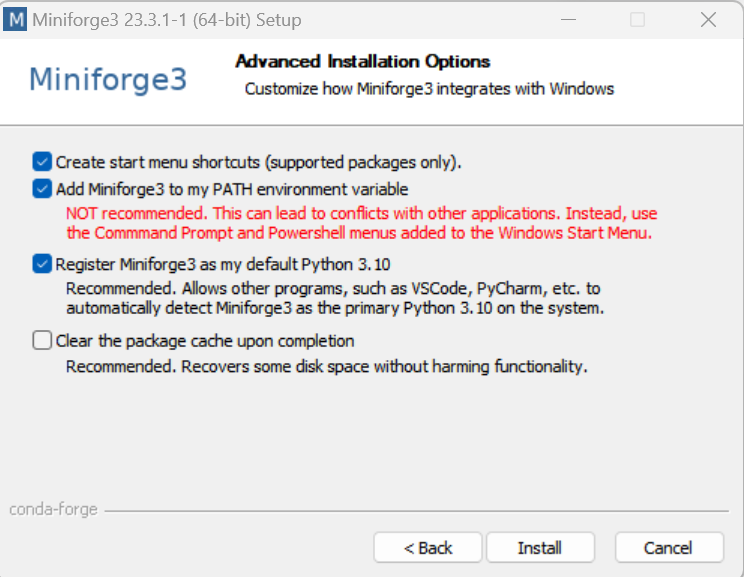 M Miniforge3 23.3.1-1 (64-bit) Setup
Miniforge3
Advanced Installation Options
Customize how Miniforge3 integrates with Windows
Create start menu shortcuts (supported packages only).
Add Miniforge3 to my PATH environment variable
NOT recommended. This can lead to conflicts with other applications. Instead, use
the Commmand Prompt and Powershell menus added to the Windows Start Menu.
Register Miniforge3 as my default Python 3.10
Recommended. Allows other programs, such as VSCode, PyCharm, etc. to
automatically detect Miniforge3 as the primary Python 3.10 on the system.
Clear the package cache upon completion
Recommended. Recovers some disk space without harming functionality.
conda-forge
< Back Install Cancel